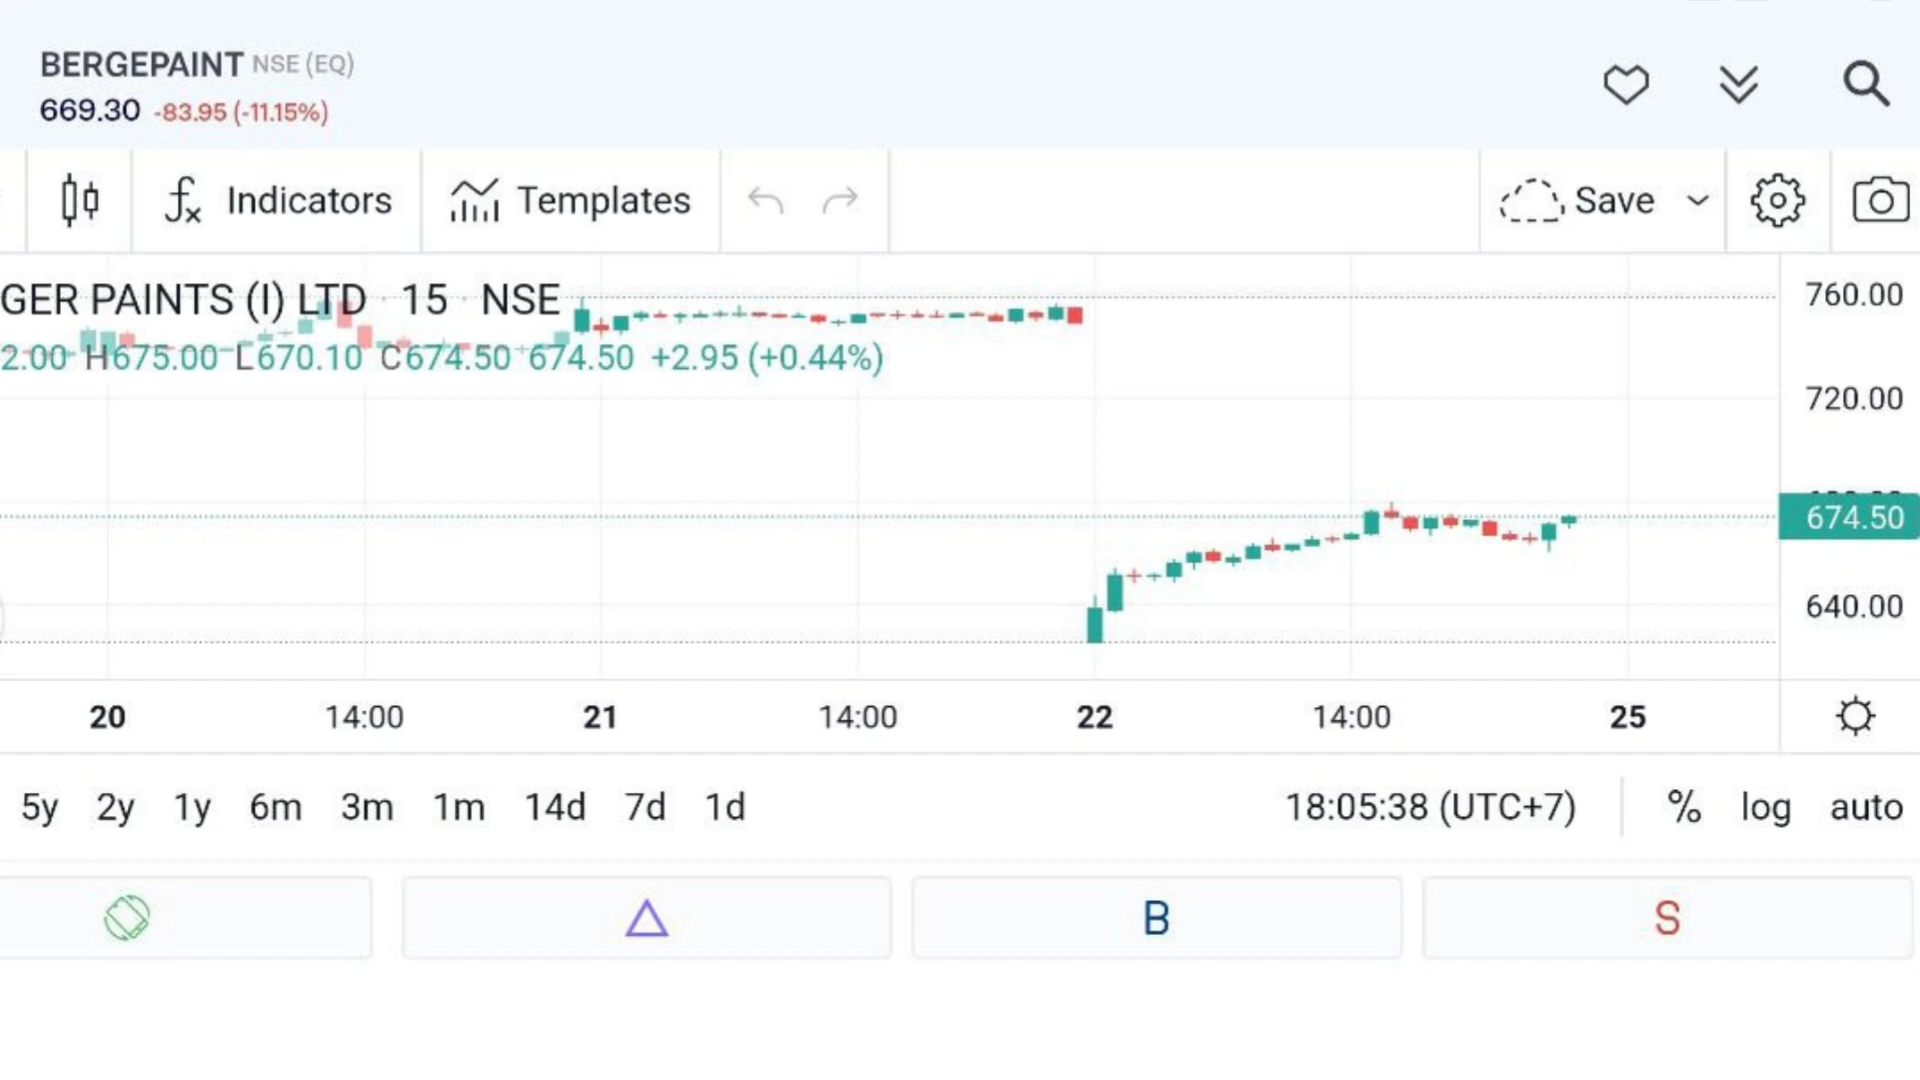 BERGEPAINT NSE (EQ)
669.30 -83.95 (-11.15%)
Indicators Templates Save
GER PAINTS (I) LTD · 15 · NSE
2.00 H675.00 L670.10 C674.50 674.50 +2.95 (+0.44%)
760.00
720.00
674.50
640.00
20 14:00 21 14:00 22 14:00 25
5y 2y 1y 6m 3m 1m 14d 7d 1d 18:05:38 (UTC+7) % log auto
B S